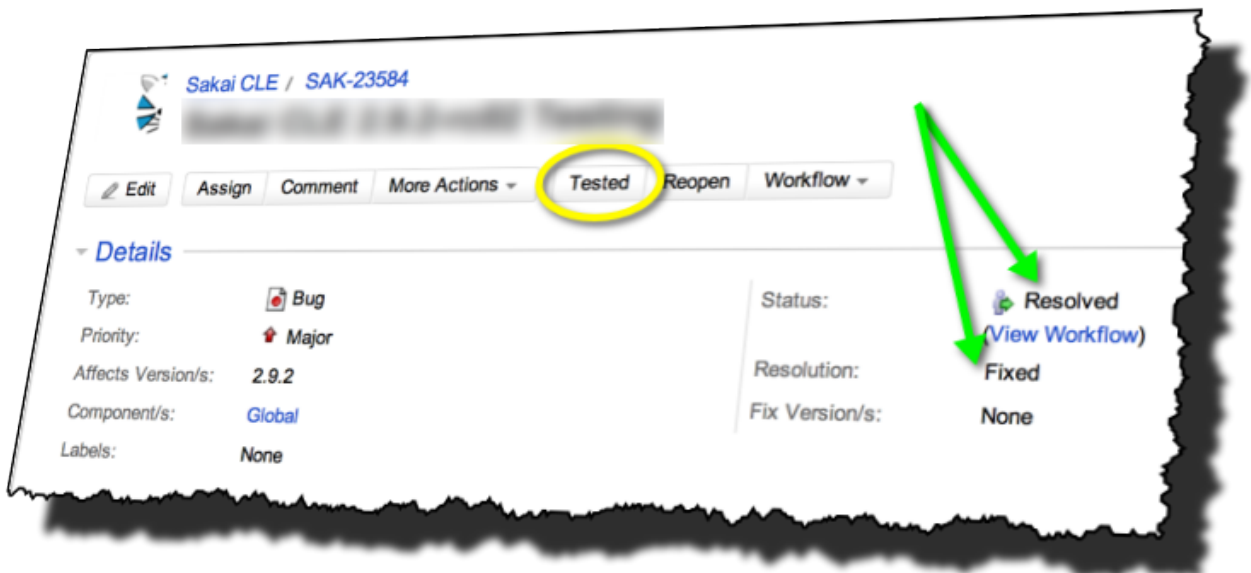 Sakai CLE / SAK-23584
Edit Assign Comment More Actions Tested Reopen Workflow
Details
Type: Bug
Priority: Major
Affects Version/s: 2.9.2
Component/s: Global
Labels: None
Status: Resolved
(View Workflow)
Resolution: Fixed
Fix Version/s: None